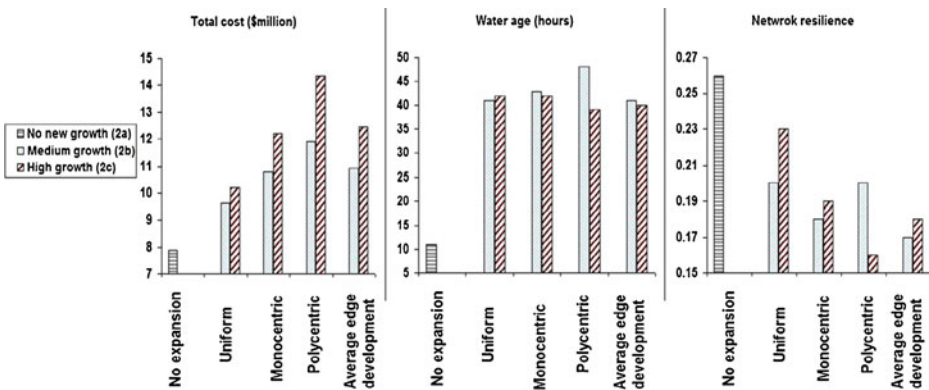 Total cost ($million)
Water age (hours)
Netwrok resilience
No new growth (2a)
Medium growth (2b)
High growth (2c)
15
14
13
12
11
10
9
8
7
No expansion
Uniform
Monocentric
Polycentric
Average edge
development
50
45
40
35
30
25
20
15
10
5
No expansion
Uniform
Monocentric
Polycentric
Average edge
development
0.27
0.25
0.23
0.21
0.19
0.17
0.15
No expansion
Uniform
Monocentric
Polycentric
Average edge
development